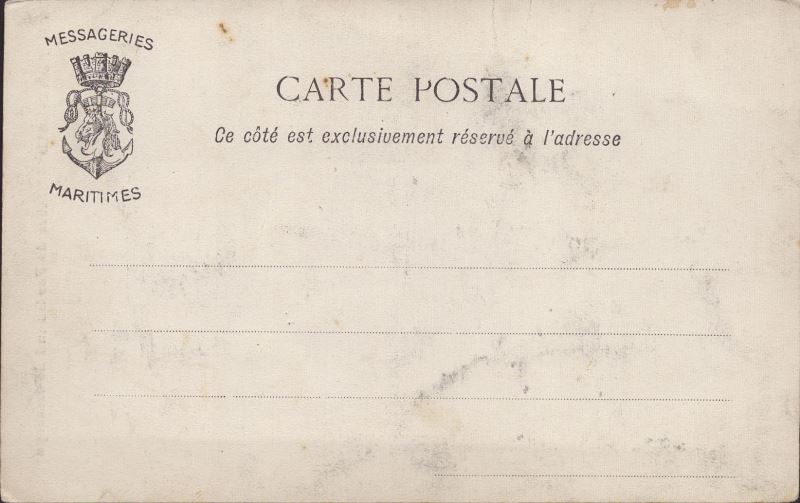 MESSAGERIES
MARITIMES
CARTE POSTALE
Ce côté est exclusivement réservé à l'adresse